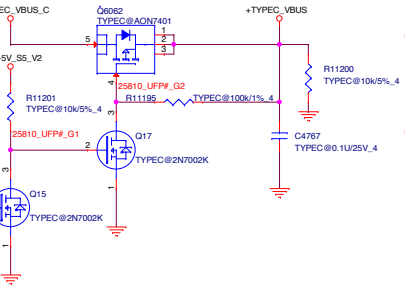 EC_VBUS_C
Q6062
TYPEC@AON7401
+TYPEC_VBUS
5
1
2
3
4
-5V_S5_V2
25810_UFP#_G2
R11195
TYPEC@100k/1%_4
R11200
TYPEC@10k/5%_4
R11201
TYPEC@10k/5%_4
25810_UFP#_G1
3
Q17
2
TYPEC@2N7002K
1
C4767
TYPEC@0.1U/25V_4
3
Q15
TYPEC@2N7002K
1